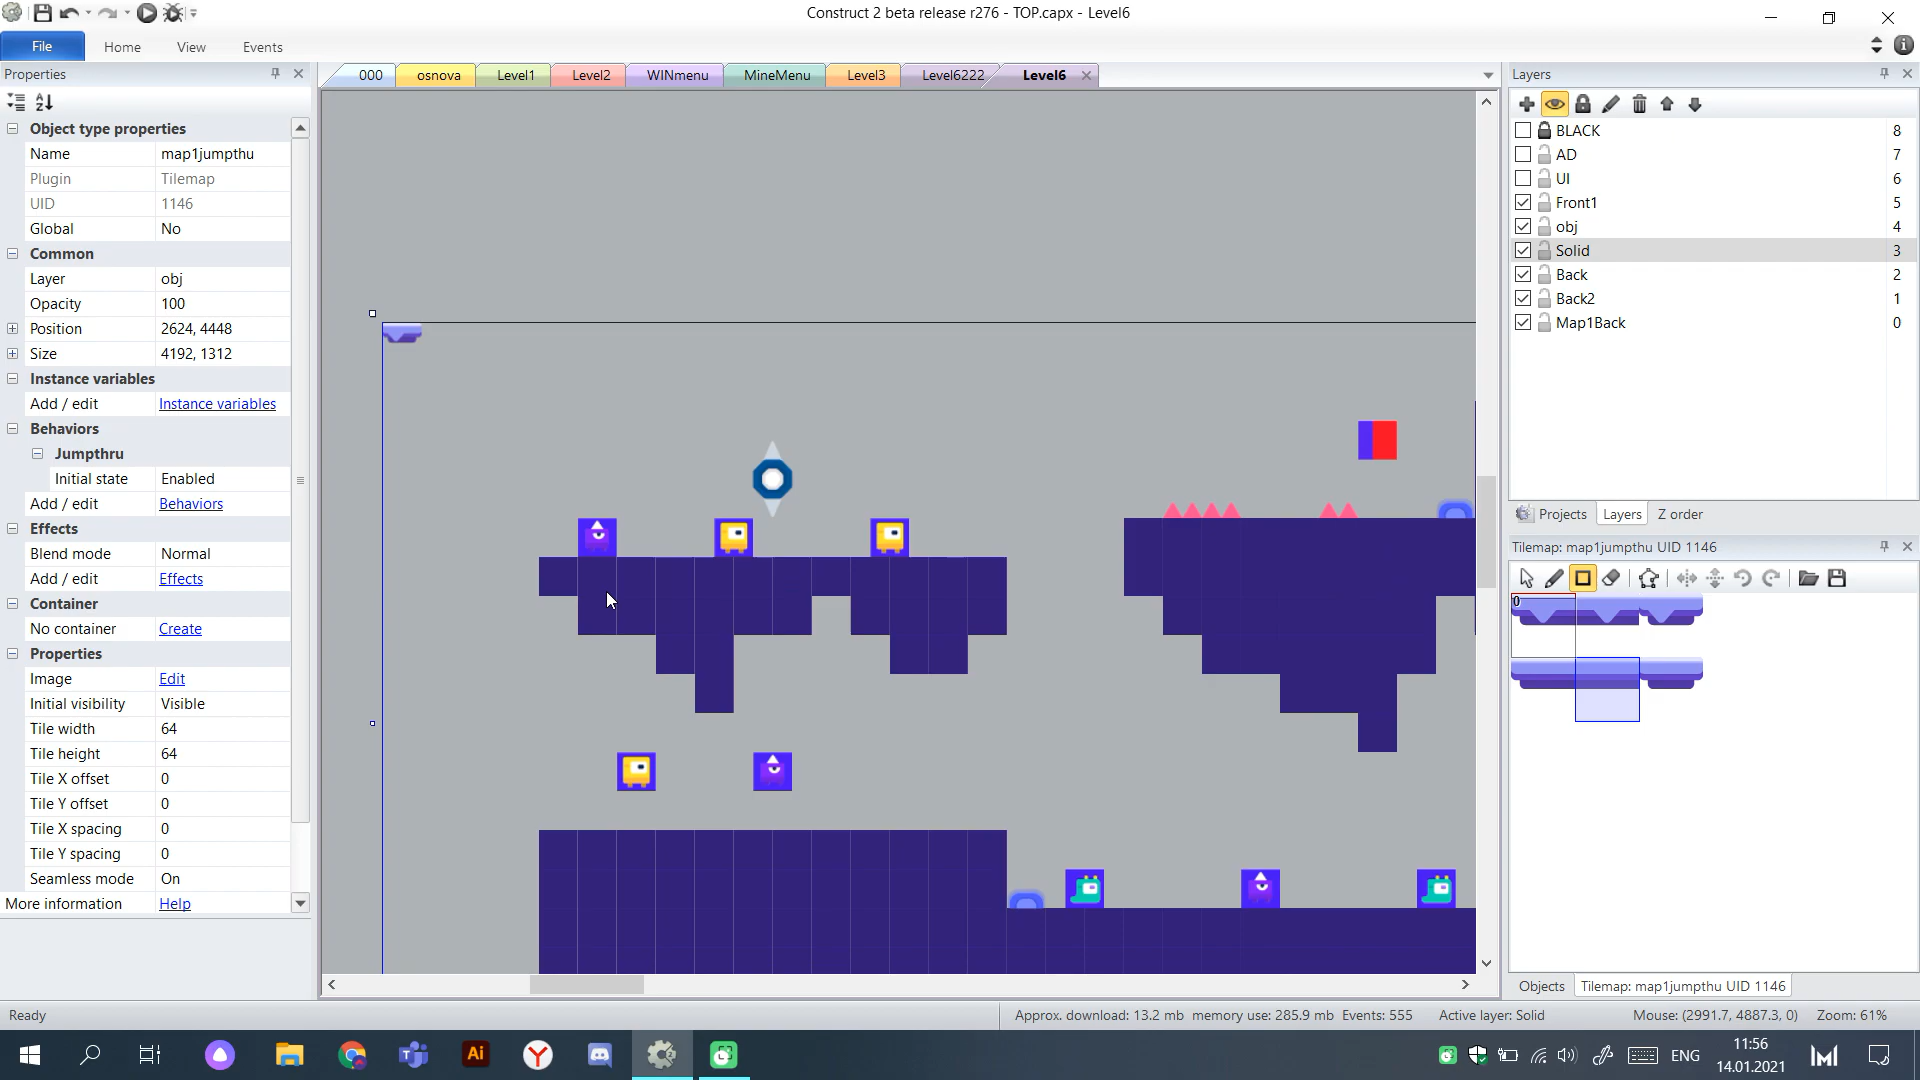 Construct 2 beta release r276 - TOP.capx - Level6
File
Home
View
Events
Properties
000
osnova
Level1
Level2
WINmenu
MineMenu
Level3
Level6222
Level6
Object type properties
Name map1jumpthu
Plugin Tilemap
UID 1146
Global No
Common
Layer obj
Opacity 100
Position 2624, 4448
Size 4192, 1312
Instance variables
Add / edit Instance variables
Behaviors
Jumpthru
Initial state Enabled
Add / edit Behaviors
Effects
Blend mode Normal
Add / edit Effects
Container
No container Create
Properties
Image Edit
Initial visibility Visible
Tile width 64
Tile height 64
Tile X offset 0
Tile Y offset 0
Tile X spacing 0
Tile Y spacing 0
Seamless mode On
More information Help
Layers
BLACK 8
AD 7
UI 6
Front1 5
obj 4
Solid 3
Back 2
Back2 1
Map1Back 0
Projects
Layers
Z order
Tilemap: map1jumpthu UID 1146
0
Objects
Tilemap: map1jumpthu UID 1146
Ready
Approx. download: 13.2 mb memory use: 285.9 mb Events: 555
Active layer: Solid
Mouse: (2991.7, 4887.3, 0)
Zoom: 61%
Ai
ENG
11:56
14.01.2021